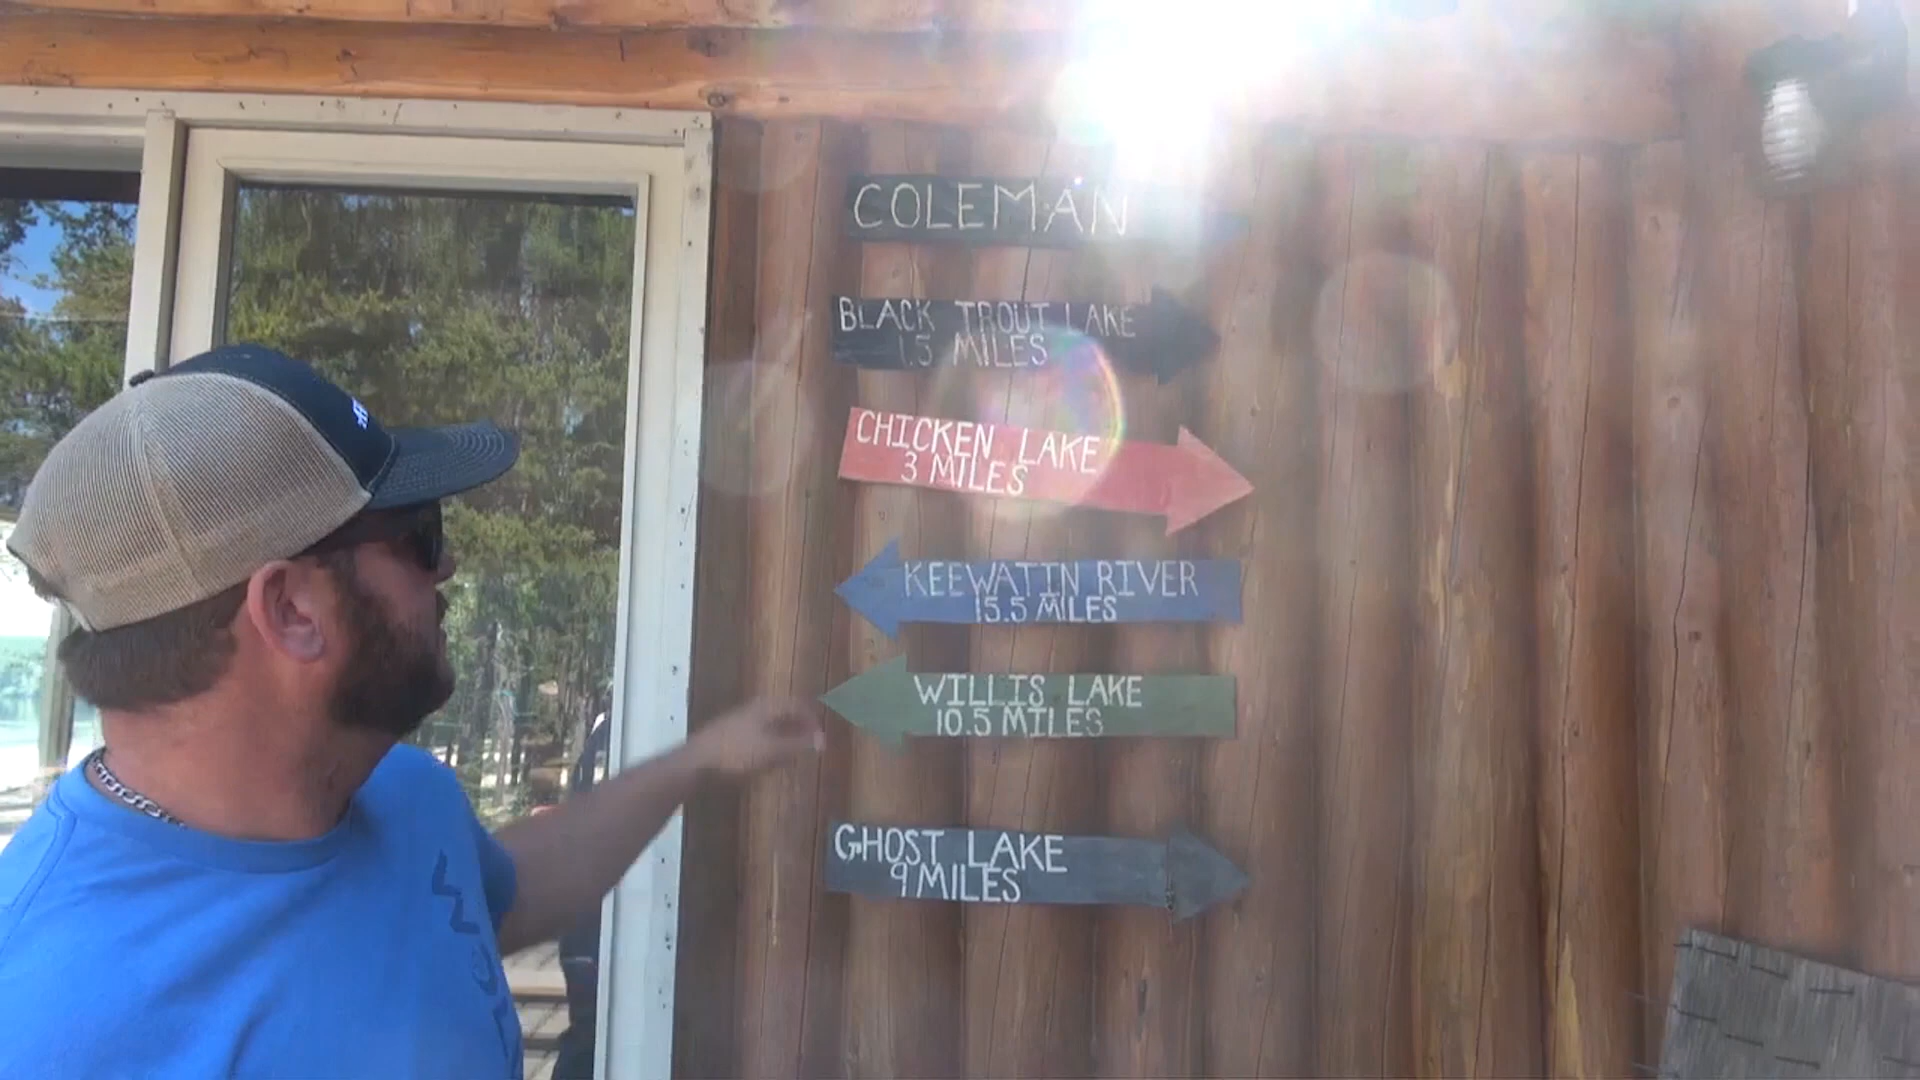 COLEMAN
BLACK TROUT LAKE
1.5 MILES
CHICKEN LAKE
3 MILES
KEEWATIN RIVER
15.5 MILES
WILLIS LAKE
10.5 MILES
GHOST LAKE
9 MILES